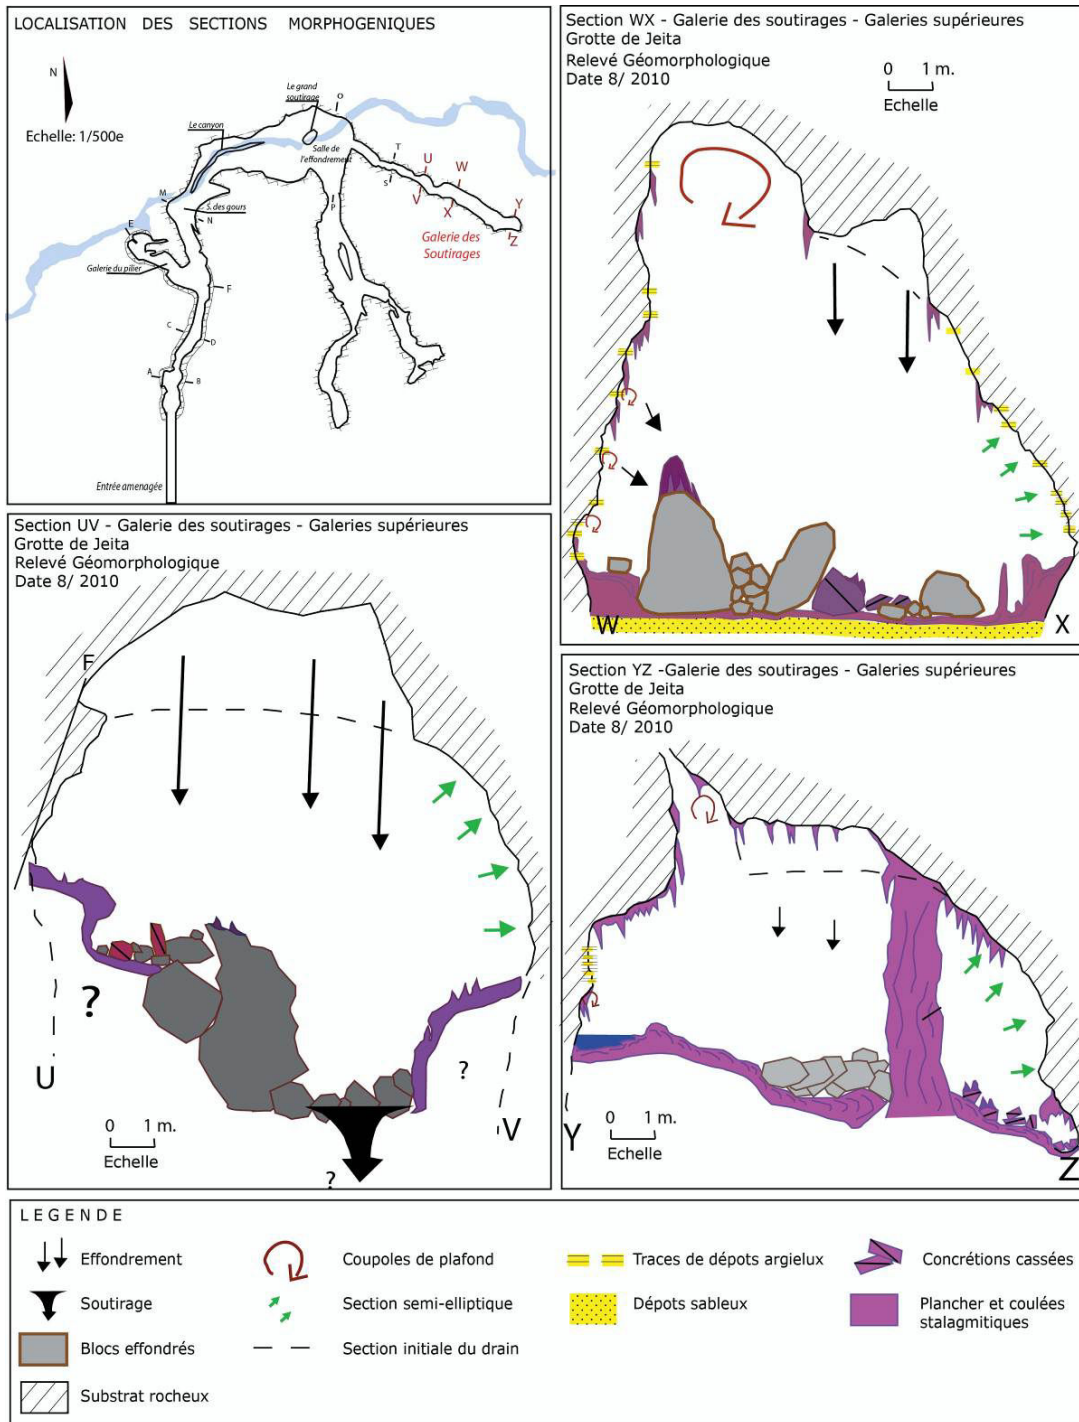 LOCALISATION DES SECTIONS MORPHOGENIQUES
N
Echelle: 1/500e
Le grand
soutirage
O
Le canyon
Salle de
l'effondrement
T
S
U
W
V
X
Y
Z
M
E
S. des gours
N
P
Galerie du pilier
Galerie des
Soutirages
F
C
D
A
B
Entrée amenagée
Section WX - Galerie des soutirages - Galeries supérieures
Grotte de Jeita
Relevé Géomorphologique
Date 8/ 2010
0 1 m.
Echelle
W
X
Section UV - Galerie des soutirages - Galeries supérieures
Grotte de Jeita
Relevé Géomorphologique
Date 8/ 2010
F
?
?
U
V
0 1 m.
Echelle
?
Section YZ -Galerie des soutirages - Galeries supérieures
Grotte de Jeita
Relevé Géomorphologique
Date 8/ 2010
Y
0 1 m.
Echelle
Z
LEGENDE
Effondrement
Coupoles de plafond
Traces de dépots argielux
Concrétions cassées
Soutirage
Section semi-elliptique
Dépots sableux
Plancher et coulées
stalagmitiques
Blocs effondrés
Section initiale du drain
Substrat rocheux